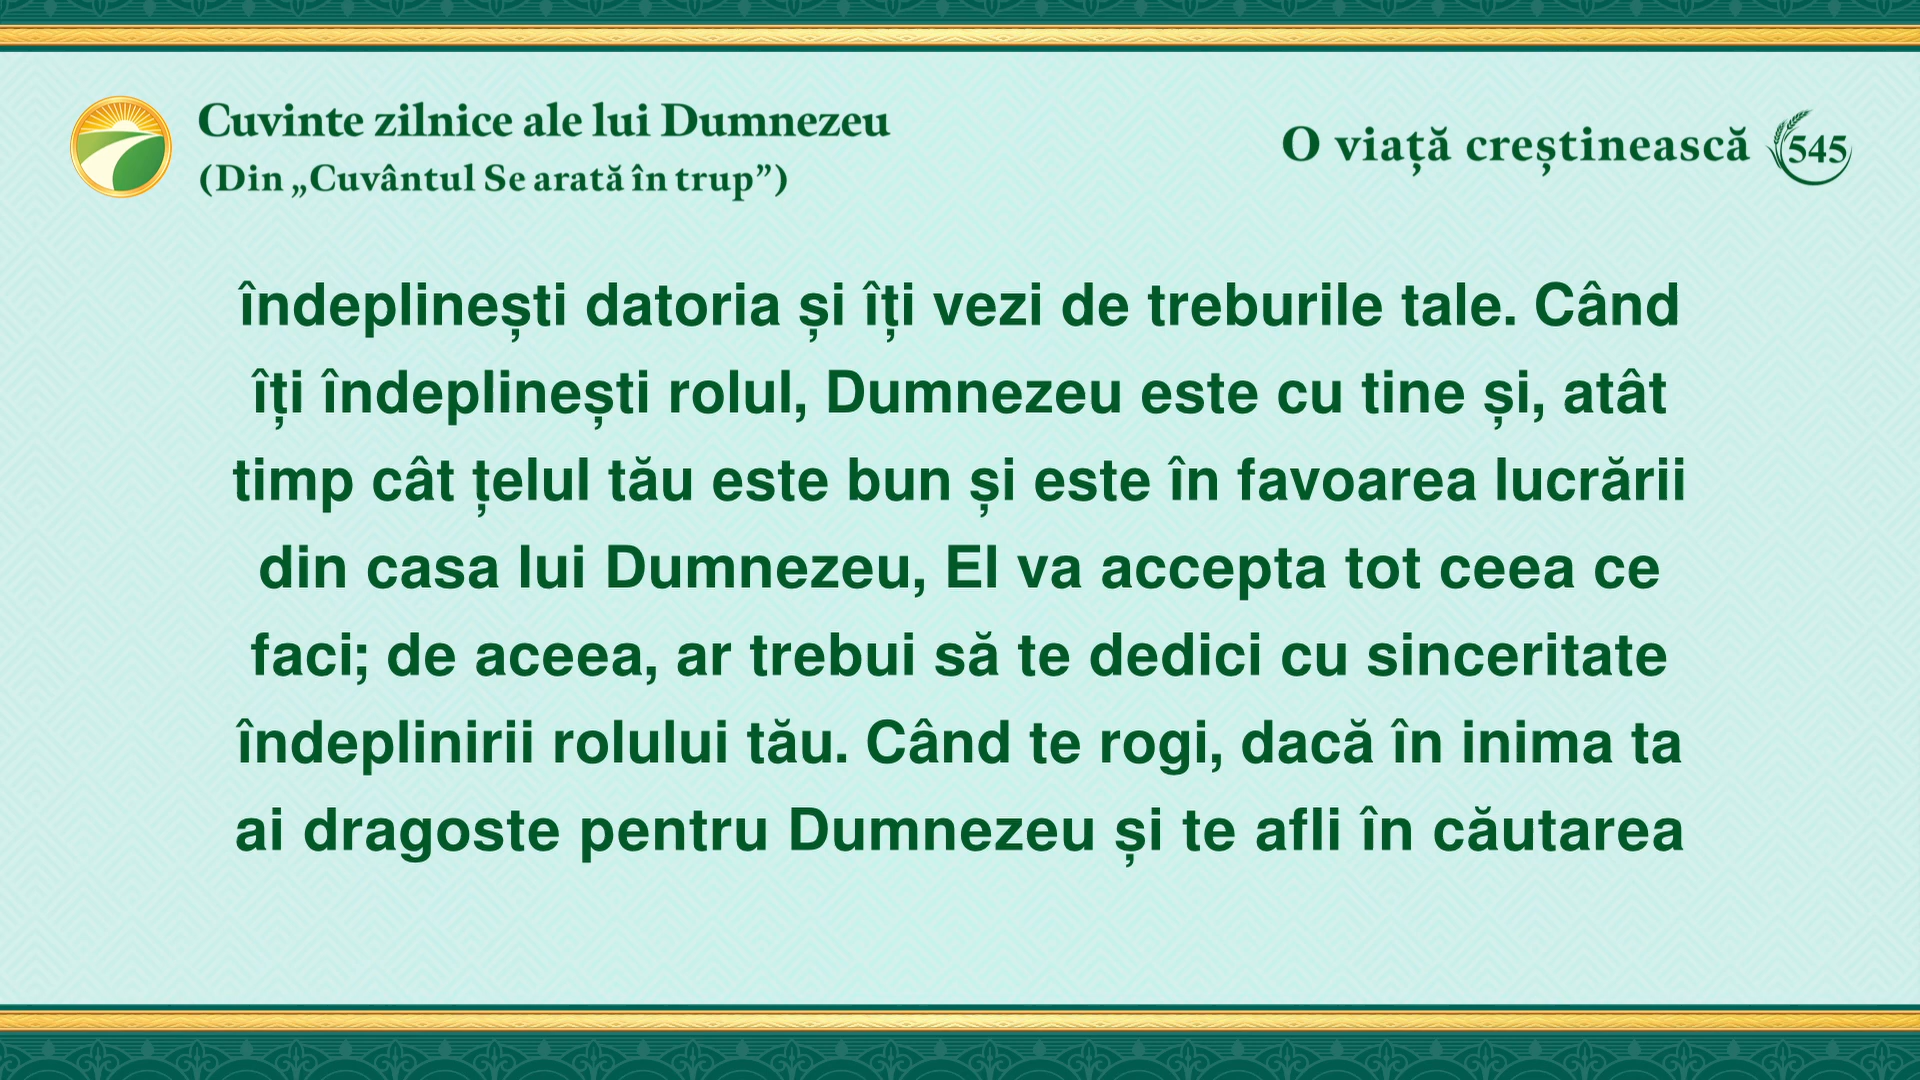 Cuvinte zilnice ale lui Dumnezeu
(Din „Cuvântul Se arată în trup”)
O viață creștinească 545
îndeplinești datoria și îți vezi de treburile tale. Când
îți îndeplinești rolul, Dumnezeu este cu tine și, atât
timp cât țelul tău este bun și este în favoarea lucrării
din casa lui Dumnezeu, El va accepta tot ceea ce
faci; de aceea, ar trebui să te dedici cu sinceritate
îndeplinirii rolului tău. Când te rogi, dacă în inima ta
ai dragoste pentru Dumnezeu și te afli în căutarea